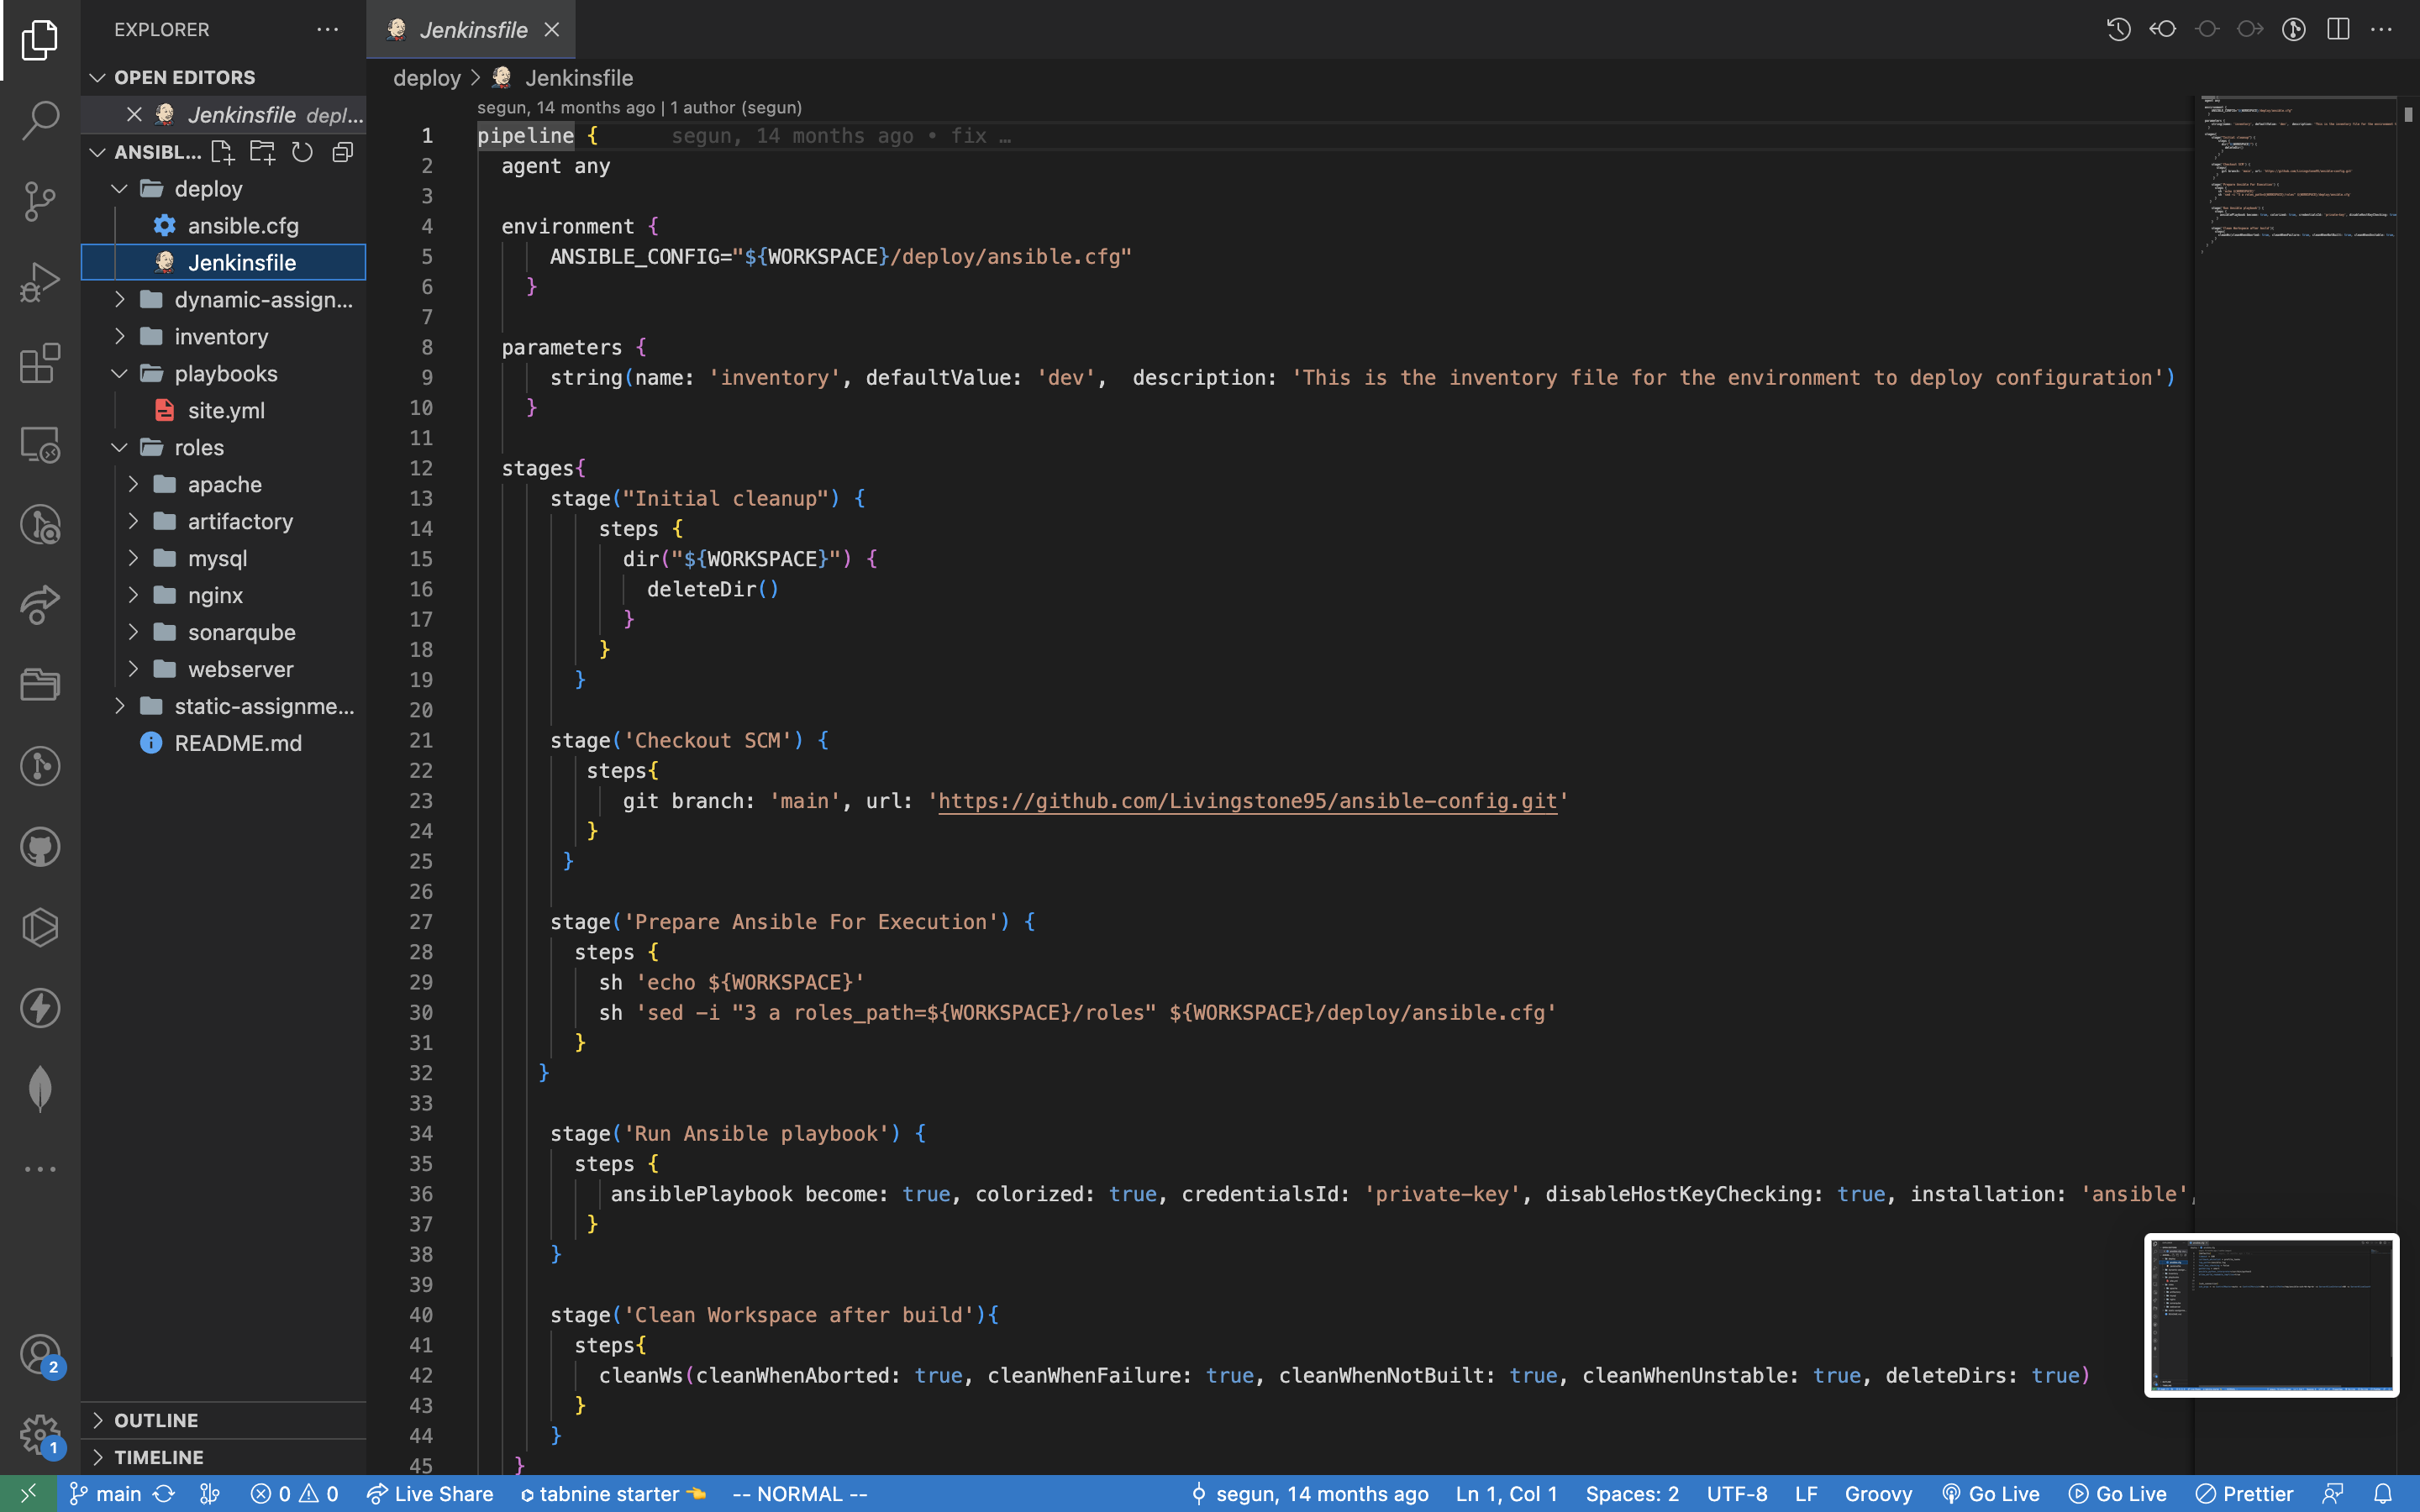 EXPLORER
OPEN EDITORS
Jenkinsfile depl...
ANSIBL...
deploy
ansible.cfg
Jenkinsfile
dynamic-assign...
inventory
playbooks
site.yml
roles
apache
artifactory
mysql
nginx
sonarqube
webserver
static-assignme...
README.md
OUTLINE
TIMELINE
2
1
Jenkinsfile
deploy > Jenkinsfile
segun, 14 months ago | 1 author (segun)
1 pipeline { segun, 14 months ago • fix …
2 agent any
3
4 environment {
5 ANSIBLE_CONFIG="${WORKSPACE}/deploy/ansible.cfg"
6 }
7
8 parameters {
9 string(name: 'inventory', defaultValue: 'dev',  description: 'This is the inventory file for the environment to deploy configuration')
10 }
11
12 stages{
13 stage("Initial cleanup") {
14 steps {
15 dir("${WORKSPACE}") {
16 deleteDir()
17 }
18 }
19 }
20
21 stage('Checkout SCM') {
22 steps{
23 git branch: 'main', url: 'https://github.com/Livingstone95/ansible-config.git'
24 }
25 }
26
27 stage('Prepare Ansible For Execution') {
28 steps {
29 sh 'echo ${WORKSPACE}'
30 sh 'sed -i "3 a roles_path=${WORKSPACE}/roles" ${WORKSPACE}/deploy/ansible.cfg'
31 }
32 }
33
34 stage('Run Ansible playbook') {
35 steps {
36 ansiblePlaybook become: true, colorized: true, credentialsId: 'private-key', disableHostKeyChecking: true, installation: 'ansible',
37 }
38 }
39
40 stage('Clean Workspace after build'){
41 steps{
42 cleanWs(cleanWhenAborted: true, cleanWhenFailure: true, cleanWhenNotBuilt: true, cleanWhenUnstable: true, deleteDirs: true)
43 }
44 }
45 }
main 0 0 Live Share tabnine starter -- NORMAL -- segun, 14 months ago Ln 1, Col 1 Spaces: 2 UTF-8 LF Groovy Go Live Go Live Prettier